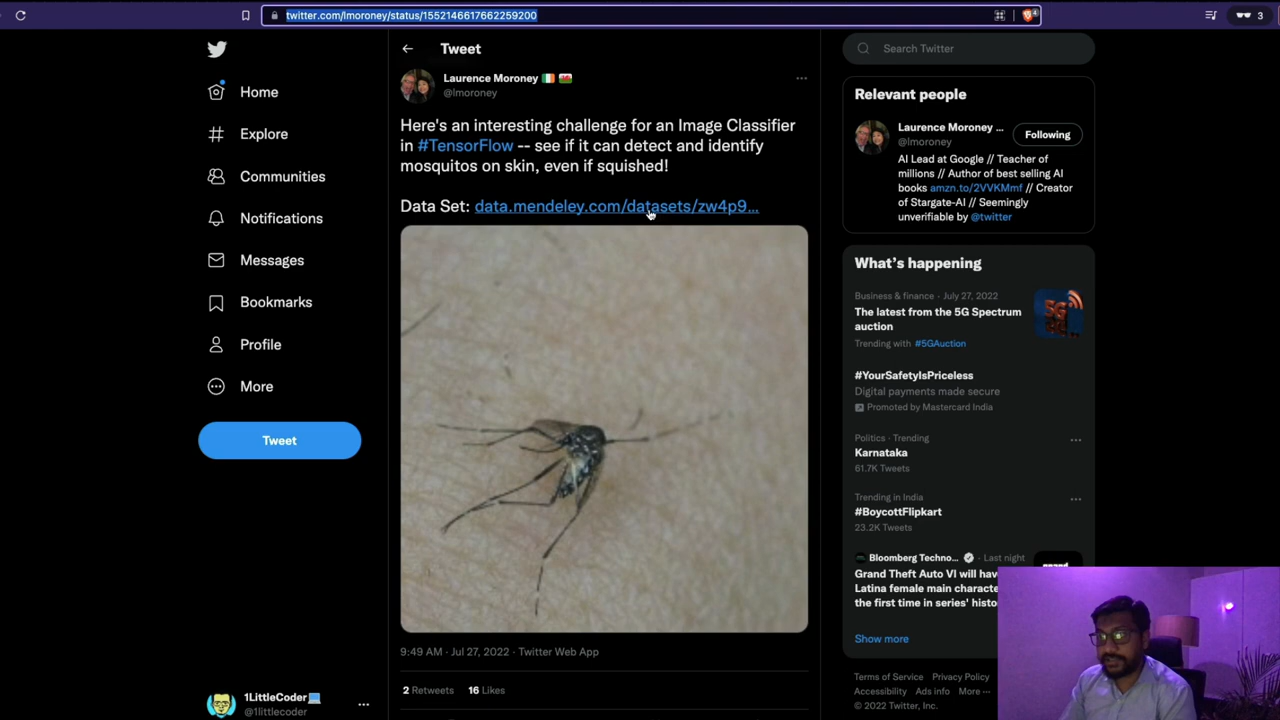 twitter.com/lmoroney/status/1552146617662259200
4
3
Home
Explore
Communities
Notifications
Messages
Bookmarks
Profile
More
Tweet
1LittleCoder
@1littlecoder
Tweet
Laurence Moroney
@lmoroney
Here's an interesting challenge for an Image Classifier
in #TensorFlow -- see if it can detect and identify
mosquitos on skin, even if squished!
Data Set: data.mendeley.com/datasets/zw4p9...
9:49 AM · Jul 27, 2022 · Twitter Web App
2 Retweets 16 Likes
Search Twitter
Relevant people
Laurence Moroney ...
@lmoroney
Following
AI Lead at Google // Teacher of
millions // Author of best selling AI
books amzn.to/2VVKMmf // Creator
of Stargate-AI // Seemingly
unverifiable by @twitter
What's happening
Business & finance · July 27, 2022
The latest from the 5G Spectrum
auction
Trending with #5GAuction
5G
#YourSafetyIsPriceless
Digital payments made secure
Promoted by Mastercard India
Politics · Trending
Karnataka
61.7K Tweets
Trending in India
#BoycottFlipkart
23.2K Tweets
Bloomberg Techno... · Last night
Grand Theft Auto VI will have
Latina female main characte
the first time in series' histo
Show more
Terms of Service Privacy Policy
Accessibility Ads info More ...
© 2022 Twitter, Inc.